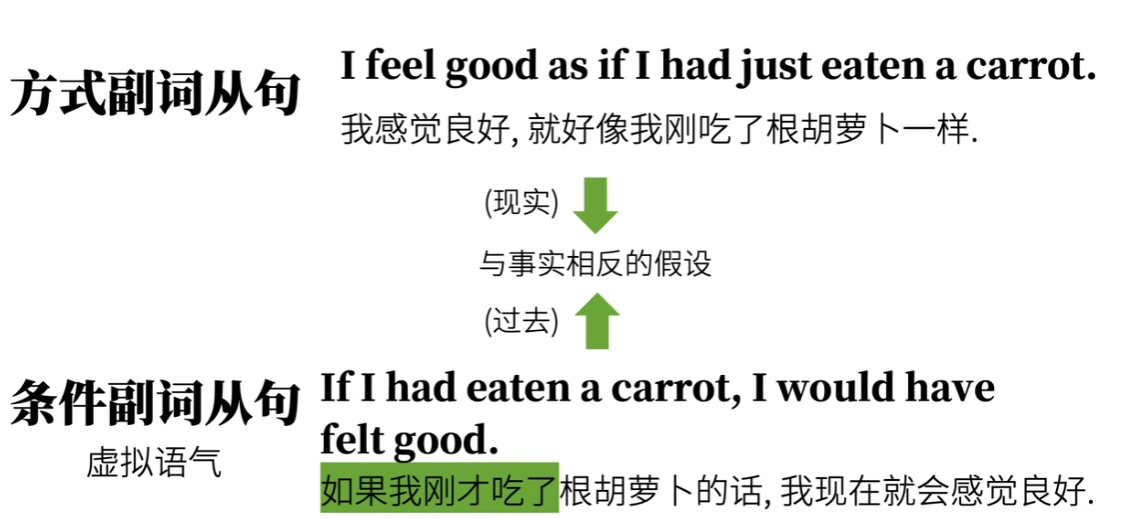 方式副词从句
I feel good as if I had just eaten a carrot.
我感觉良好, 就好像我刚吃了根胡萝卜一样.
(现实)
与事实相反的假设
(过去)
条件副词从句
虚拟语气
If I had eaten a carrot, I would have
felt good.
如果我刚才吃了根胡萝卜的话, 我现在就会感觉良好.